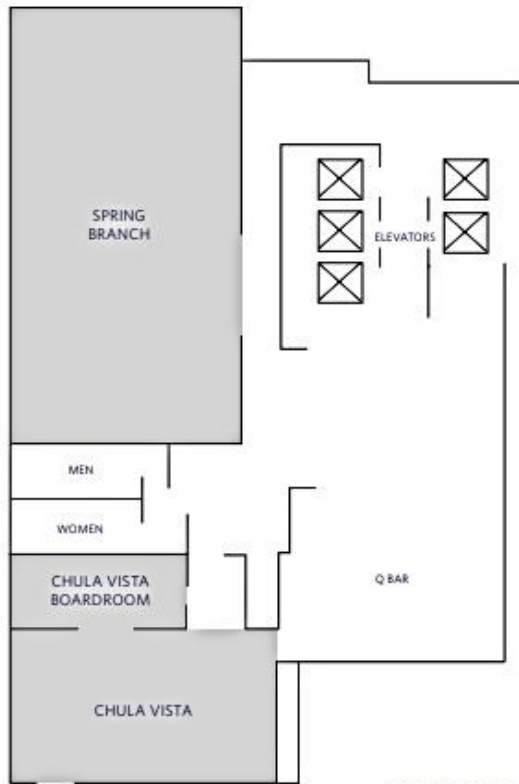 SPRING
BRANCH
ELEVATORS
MEN
WOMEN
CHULA VISTA
BOARDROOM
Q BAR
CHULA VISTA